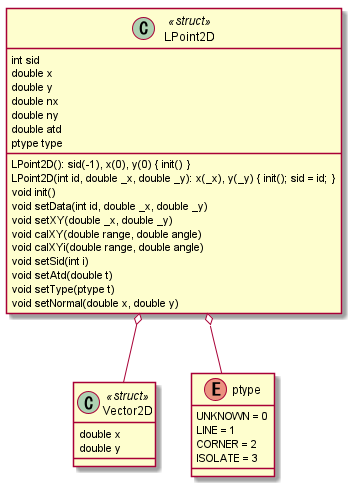 C
«struct»
LPoint2D
int sid
double x
double y
double nx
double ny
double atd
ptype type
LPoint2D(): sid(-1), x(0), y(0) { init() }
LPoint2D(int id, double _x, double _y): x(_x), y(_y) { init(); sid = id; }
void init()
void setData(int id, double _x, double _y)
void setXY(double _x, double _y)
void calXY(double range, double angle)
void calXYi(double range, double angle)
void setSid(int i)
void setAtd(double t)
void setType(ptype t)
void setNormal(double x, double y)
C
«struct»
Vector2D
double x
double y
E
ptype
UNKNOWN = 0
LINE = 1
CORNER = 2
ISOLATE = 3